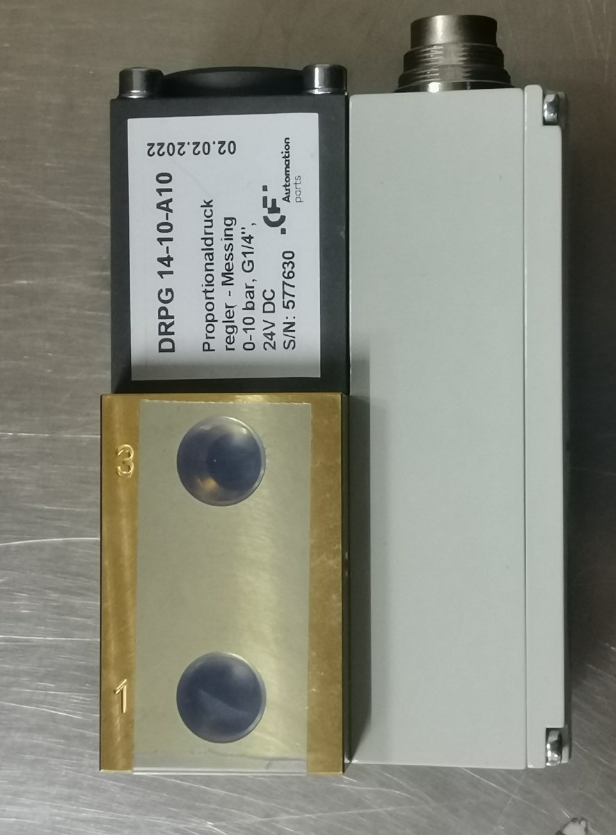 DRPG 14-10-A10
Proportionaldruck
regler - Messing
0-10 bar, G1/4",
24V DC
S/N: 577630
Automation
parts
02.02.2022
3
1